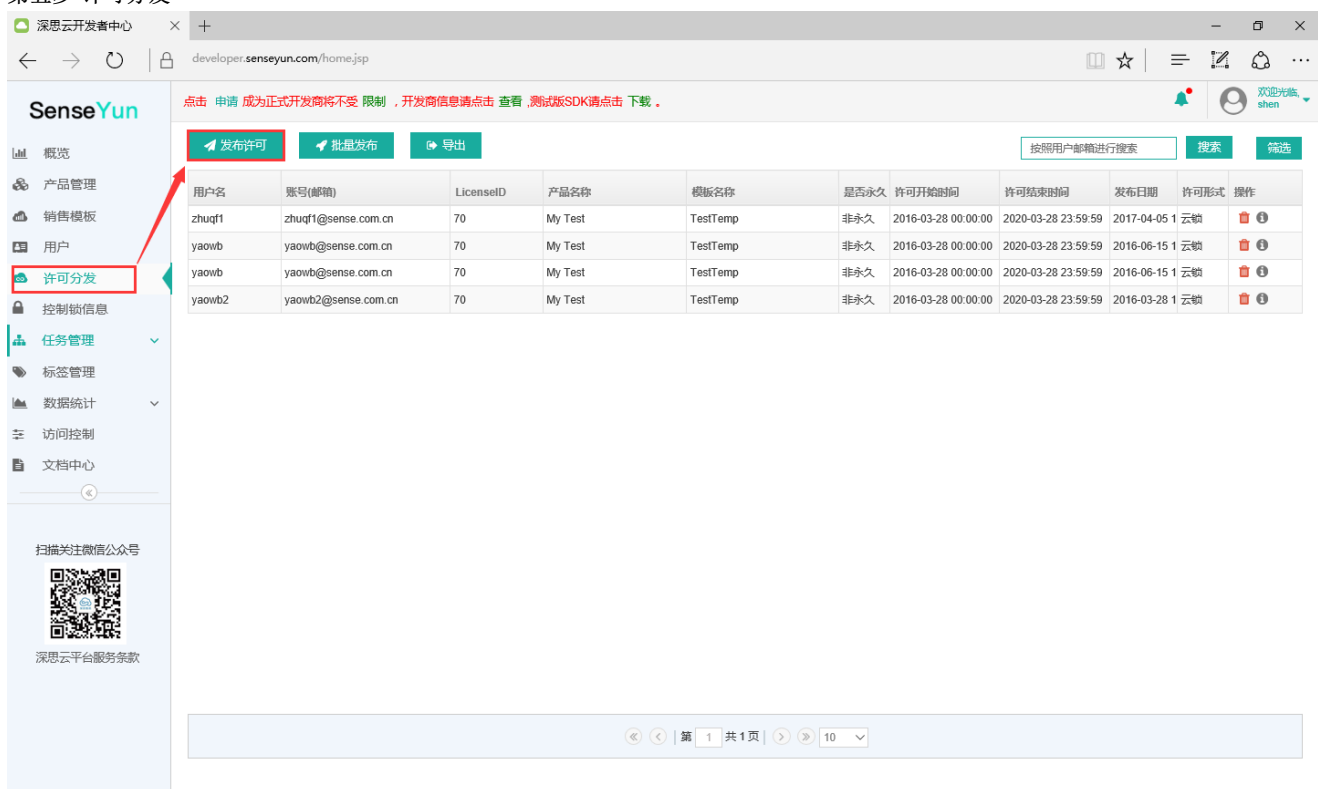 第五步 许可分发
深思云开发者中心
developer.senseyun.com/home.jsp
SenseYun
点击 申请 成为正式开发商将不受 限制 ，开发商信息请点击 查看 ,测试版SDK请点击 下载 。
欢迎光临,
shen
概览
产品管理
销售模板
用户
许可分发
控制锁信息
任务管理
标签管理
数据统计
访问控制
文档中心
扫描关注微信公众号
深思云平台服务条款
发布许可 批量发布 导出
按照用户邮箱进行搜索 搜索 筛选
用户名 账号(邮箱) LicenseID 产品名称 模板名称 是否永久 许可开始时间 许可结束时间 发布日期 许可形式 操作
zhuqf1 zhuqf1@sense.com.cn 70 My Test TestTemp 非永久 2016-03-28 00:00:00 2020-03-28 23:59:59 2017-04-05 1 云锁
yaowb yaowb@sense.com.cn 70 My Test TestTemp 非永久 2016-03-28 00:00:00 2020-03-28 23:59:59 2016-06-15 1 云锁
yaowb yaowb@sense.com.cn 70 My Test TestTemp 非永久 2016-03-28 00:00:00 2020-03-28 23:59:59 2016-06-15 1 云锁
yaowb2 yaowb2@sense.com.cn 70 My Test TestTemp 非永久 2016-03-28 00:00:00 2020-03-28 23:59:59 2016-03-28 1 云锁
第 1 共 1 页 10